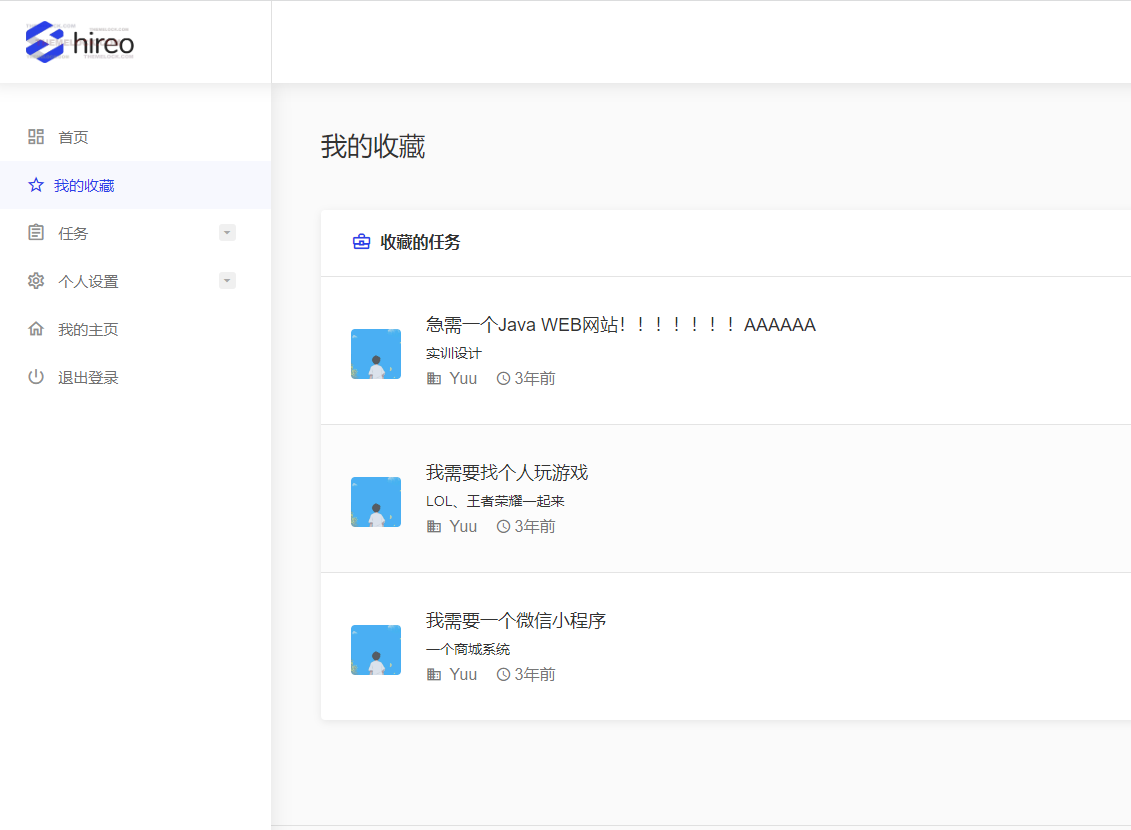 hireo
首页
我的收藏
任务
个人设置
我的主页
退出登录
我的收藏
收藏的任务
急需一个Java WEB网站！！！！！！！AAAAAA
实训设计
Yuu 3年前
我需要找个人玩游戏
LOL、王者荣耀一起来
Yuu 3年前
我需要一个微信小程序
一个商城系统
Yuu 3年前